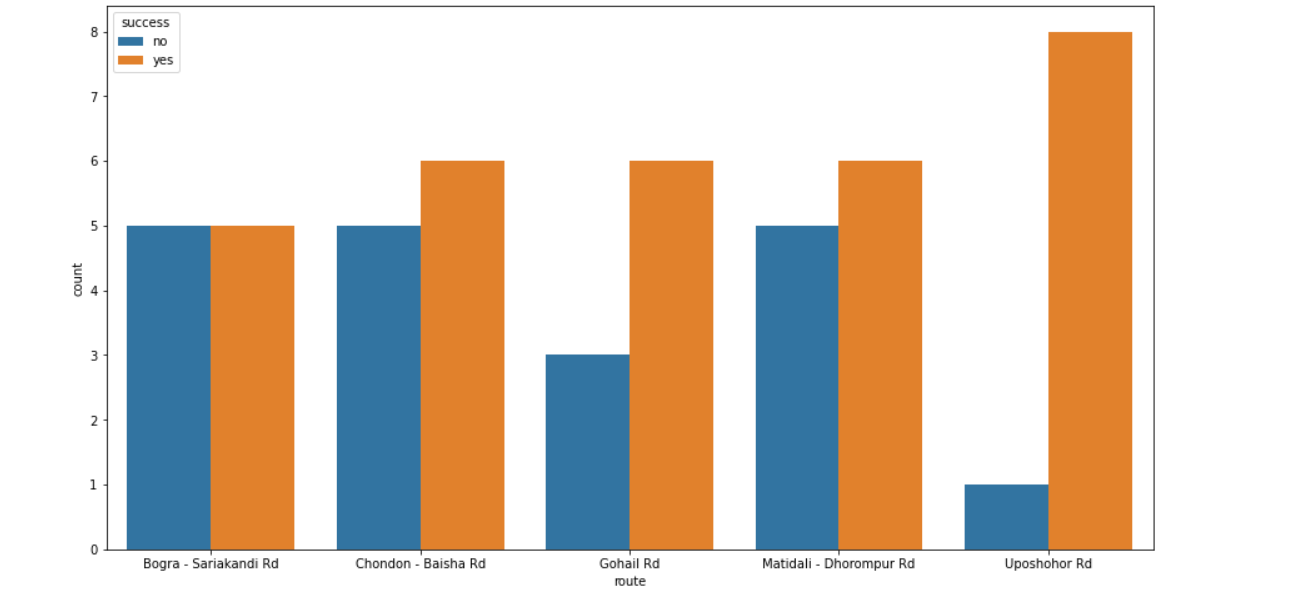 success
no
yes
8
7
6
5
4
3
2
1
0
count
Bogra - Sariakandi Rd
Chondon - Baisha Rd
Gohail Rd
Matidali - Dhorompur Rd
Uposhohor Rd
route